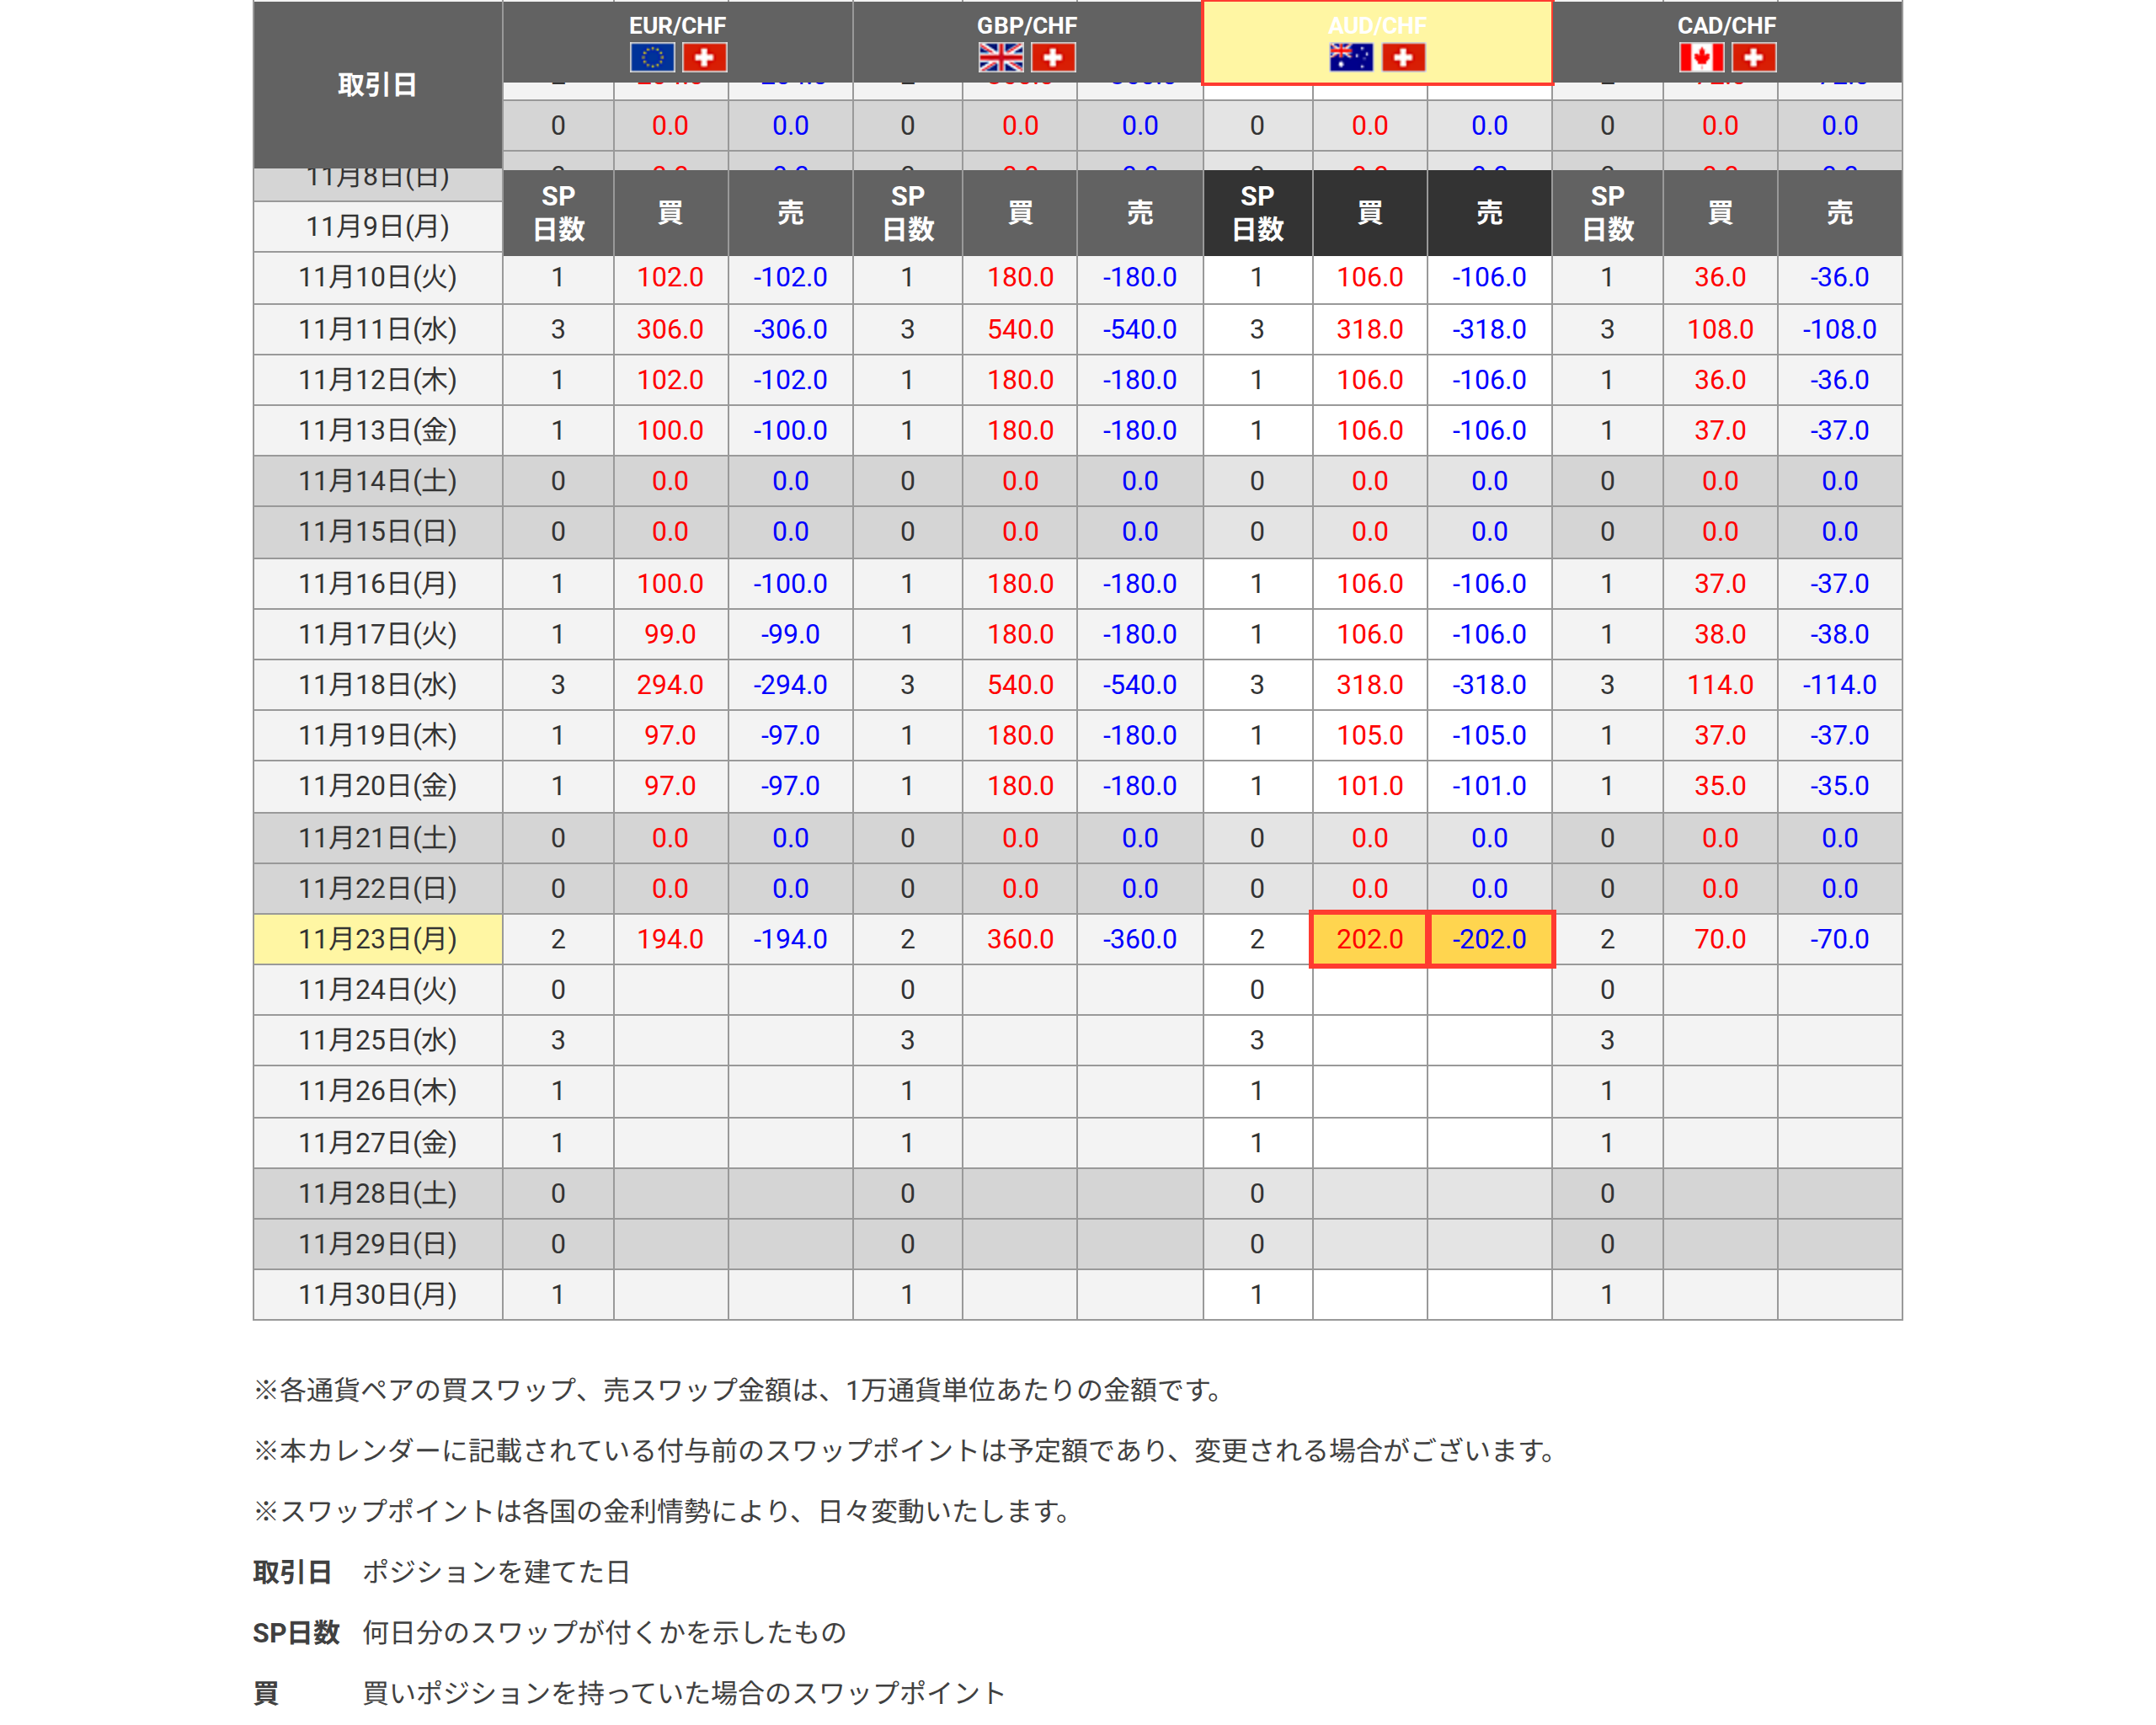 EUR/CHF GBP/CHF AUD/CHF CAD/CHF
取引日
0 0.0 0.0 0 0.0 0.0 0 0.0 0.0 0 0.0 0.0
11月8日(日)
SP日数 買 売 SP日数 買 売 SP日数 買 売 SP日数 買 売
11月9日(月)
11月10日(火) 1 102.0 -102.0 1 180.0 -180.0 1 106.0 -106.0 1 36.0 -36.0
11月11日(水) 3 306.0 -306.0 3 540.0 -540.0 3 318.0 -318.0 3 108.0 -108.0
11月12日(木) 1 102.0 -102.0 1 180.0 -180.0 1 106.0 -106.0 1 36.0 -36.0
11月13日(金) 1 100.0 -100.0 1 180.0 -180.0 1 106.0 -106.0 1 37.0 -37.0
11月14日(土) 0 0.0 0.0 0 0.0 0.0 0 0.0 0.0 0 0.0 0.0
11月15日(日) 0 0.0 0.0 0 0.0 0.0 0 0.0 0.0 0 0.0 0.0
11月16日(月) 1 100.0 -100.0 1 180.0 -180.0 1 106.0 -106.0 1 37.0 -37.0
11月17日(火) 1 99.0 -99.0 1 180.0 -180.0 1 106.0 -106.0 1 38.0 -38.0
11月18日(水) 3 294.0 -294.0 3 540.0 -540.0 3 318.0 -318.0 3 114.0 -114.0
11月19日(木) 1 97.0 -97.0 1 180.0 -180.0 1 105.0 -105.0 1 37.0 -37.0
11月20日(金) 1 97.0 -97.0 1 180.0 -180.0 1 101.0 -101.0 1 35.0 -35.0
11月21日(土) 0 0.0 0.0 0 0.0 0.0 0 0.0 0.0 0 0.0 0.0
11月22日(日) 0 0.0 0.0 0 0.0 0.0 0 0.0 0.0 0 0.0 0.0
11月23日(月) 2 194.0 -194.0 2 360.0 -360.0 2 202.0 -202.0 2 70.0 -70.0
11月24日(火) 0 0 0 0
11月25日(水) 3 3 3 3
11月26日(木) 1 1 1 1
11月27日(金) 1 1 1 1
11月28日(土) 0 0 0 0
11月29日(日) 0 0 0 0
11月30日(月) 1 1 1 1
※各通貨ペアの買スワップ、売スワップ金額は、1万通貨単位あたりの金額です。
※本カレンダーに記載されている付与前のスワップポイントは予定額であり、変更される場合がございます。
※スワップポイントは各国の金利情勢により、日々変動いたします。
取引日 ポジションを建てた日
SP日数 何日分のスワップが付くかを示したもの
買 買いポジションを持っていた場合のスワップポイント